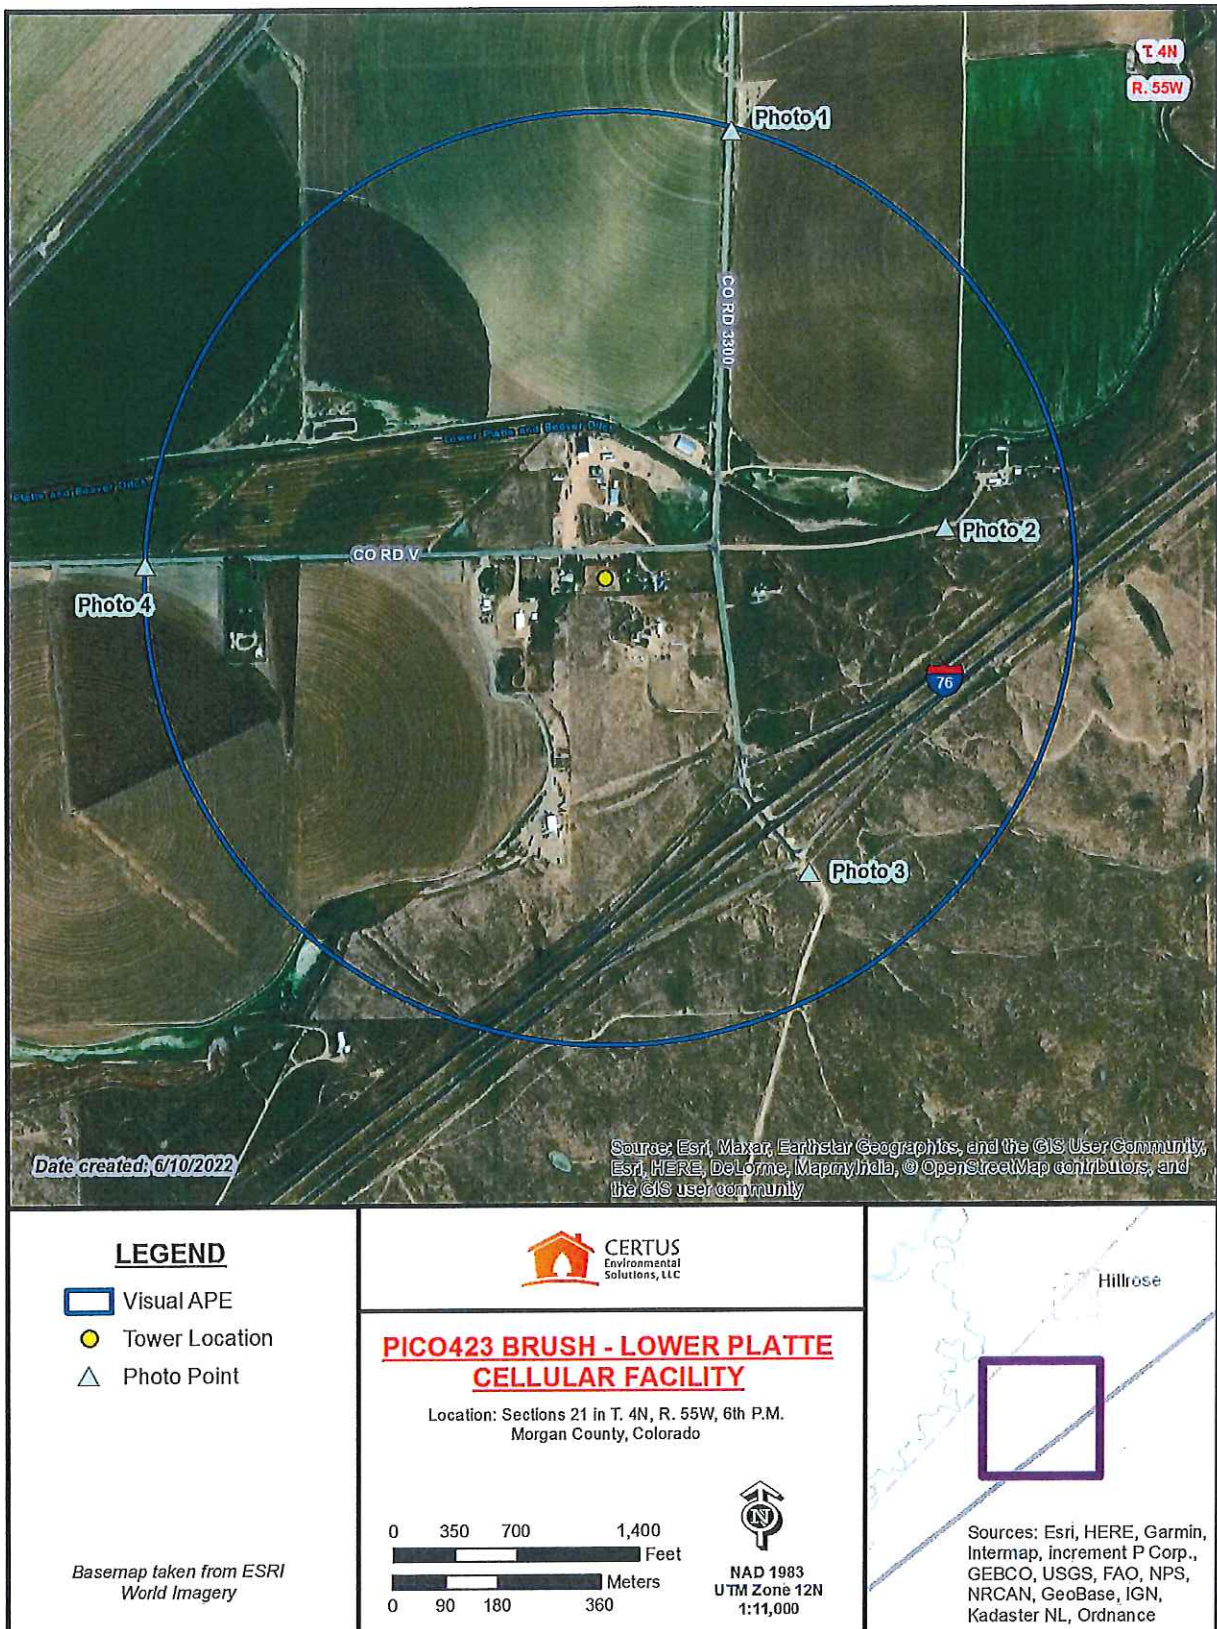 T. 4N
R. 55W
Photo 1
CO RD 3300
Lower Platte and Beaver Ditch
Platte and Beaver Ditch
Photo 2
CO RD V
Photo 4
76
Photo 3
Date created: 6/10/2022
Source: Esri, Maxar, Earthstar Geographics, and the GIS User Community,
Esri, HERE, DeLorme, MapmyIndia, © OpenStreetMap contributors, and
the GIS user community
LEGEND
Visual APE
Tower Location
Photo Point
Basemap taken from ESRI
World Imagery
CERTUS
Environmental
Solutions, LLC
PICO423 BRUSH - LOWER PLATTE
CELLULAR FACILITY
Location: Sections 21 in T. 4N, R. 55W, 6th P.M.
Morgan County, Colorado
0 350 700 1,400
Feet
Meters
0 90 180 360
N
NAD 1983
UTM Zone 12N
1:11,000
Hillrose
Sources: Esri, HERE, Garmin,
Intermap, increment P Corp.,
GEBCO, USGS, FAO, NPS,
NRCAN, GeoBase, IGN,
Kadaster NL, Ordnance